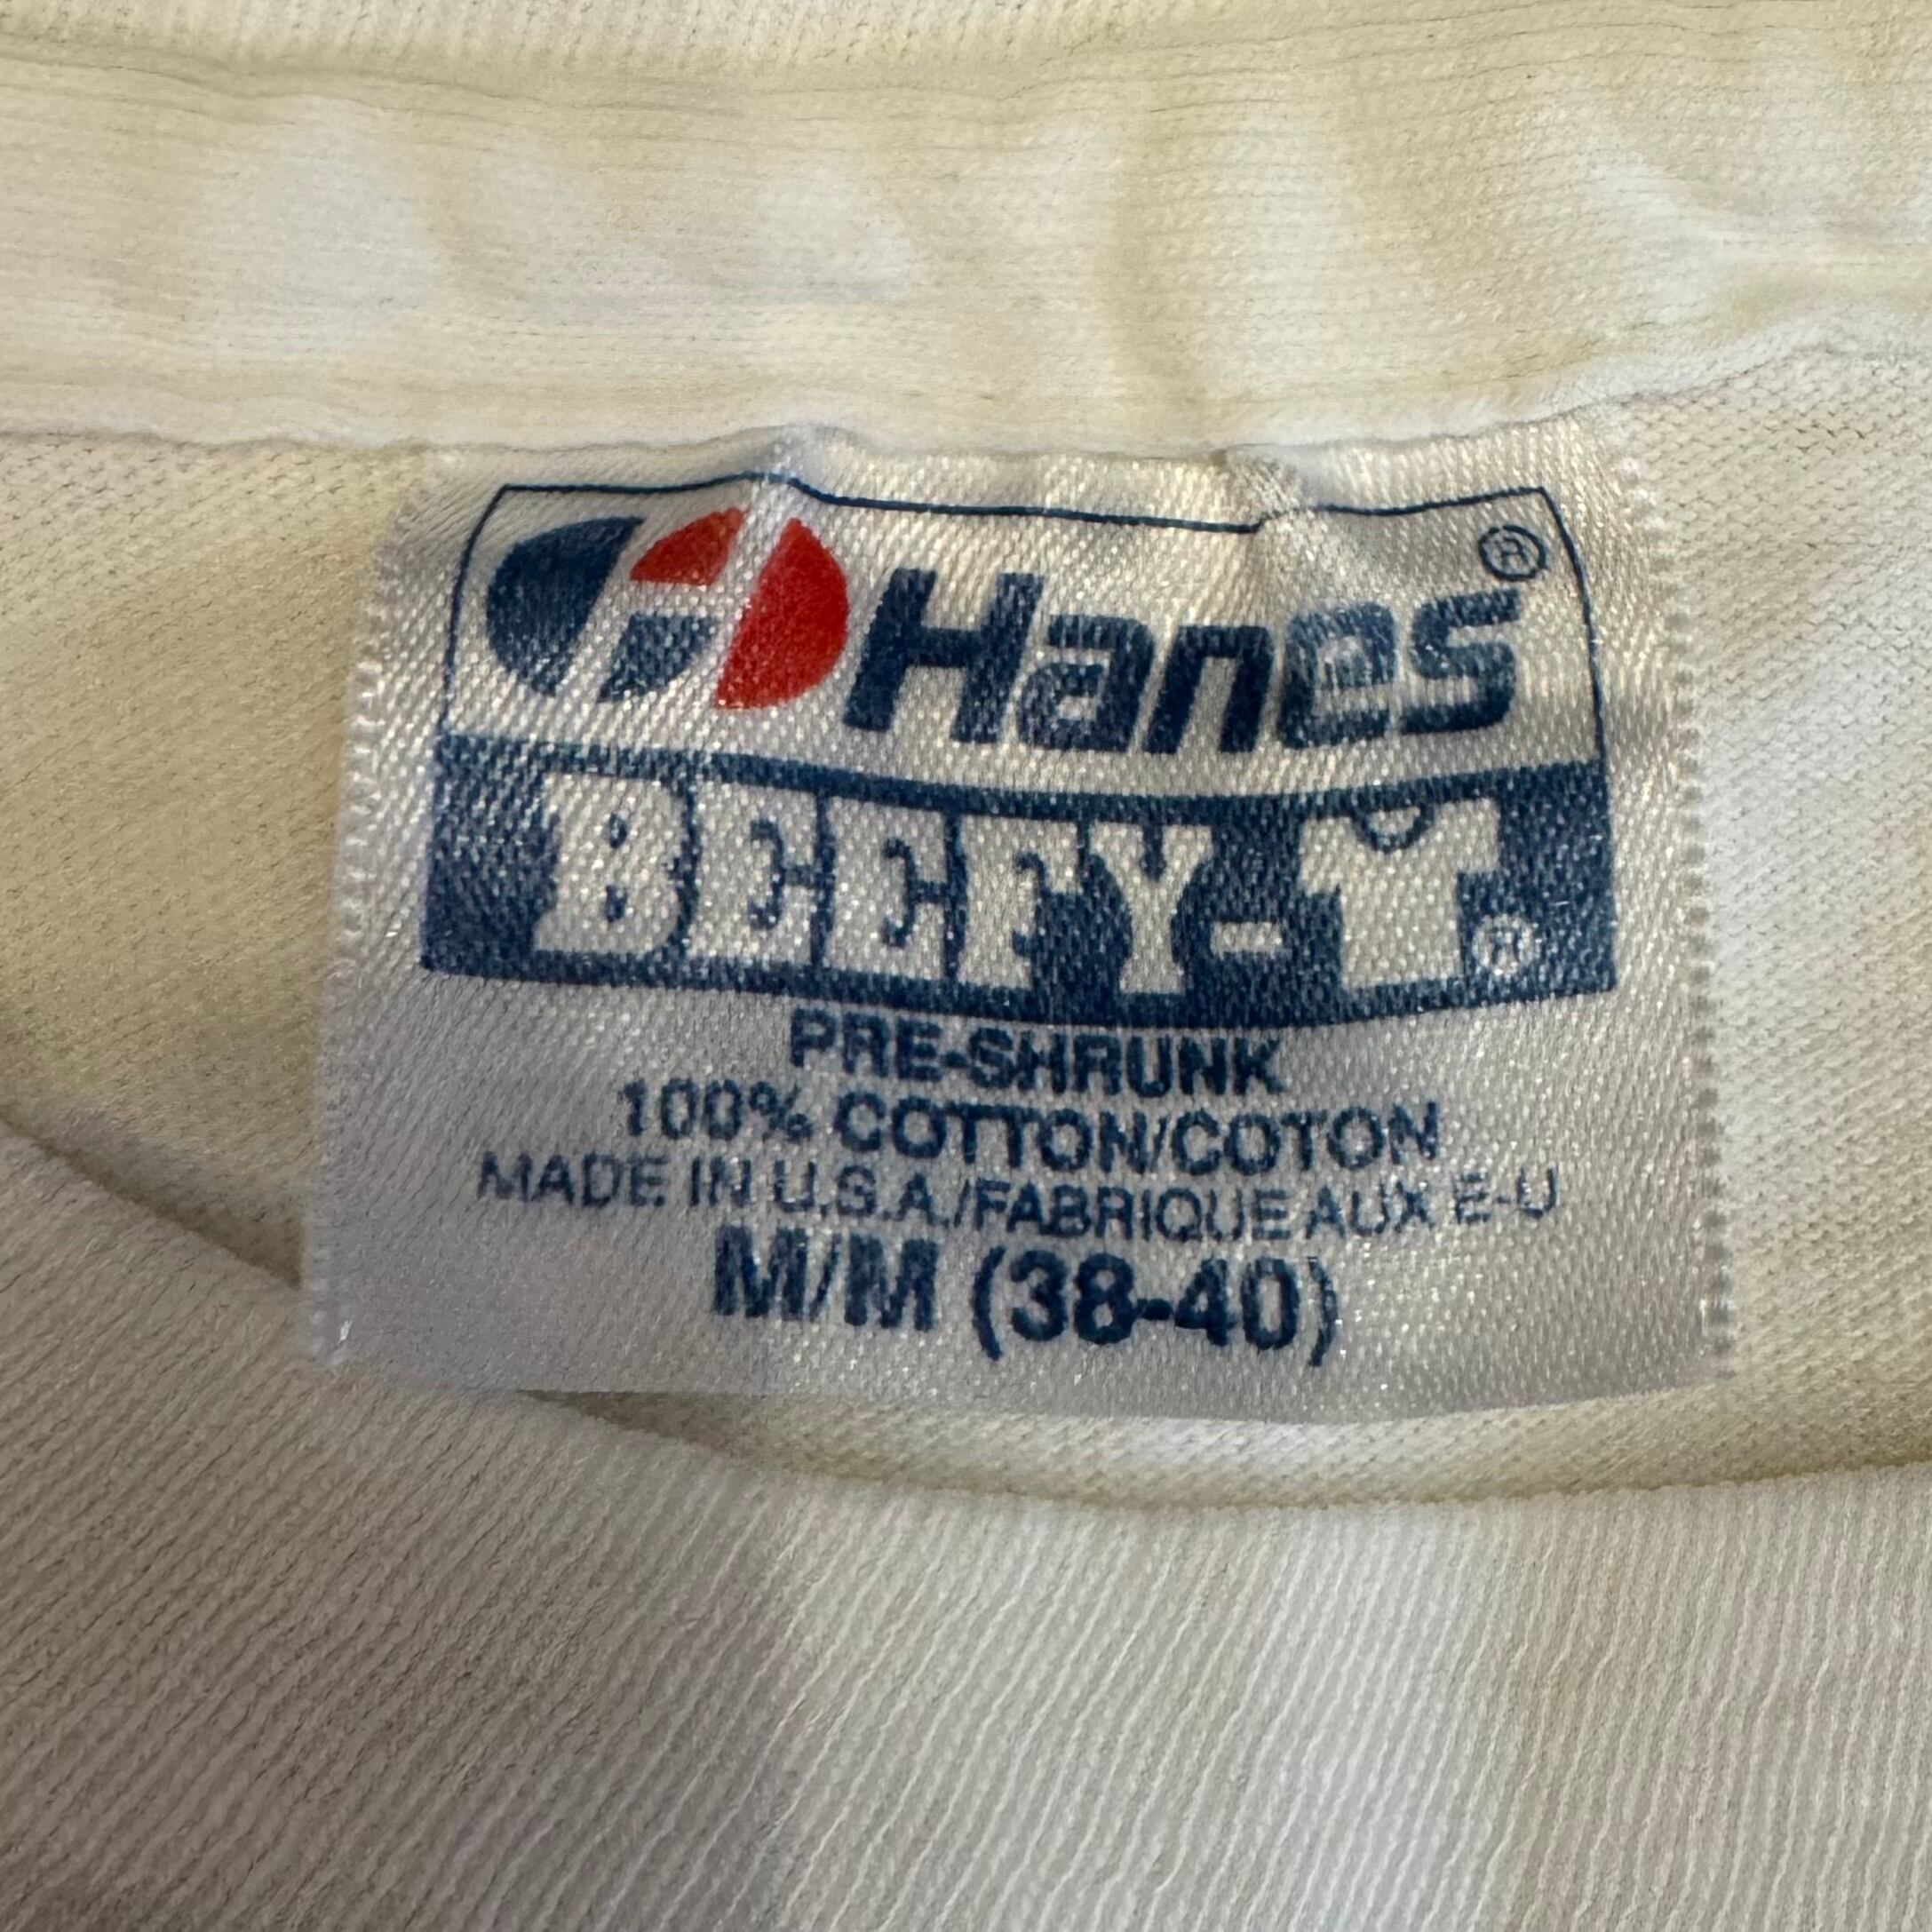 Hanes®
BEEFY-T®
PRE-SHRUNK
100% COTTON/COTON
MADE IN U.S.A./FABRIQUE AUX E-U
M/M (38-40)